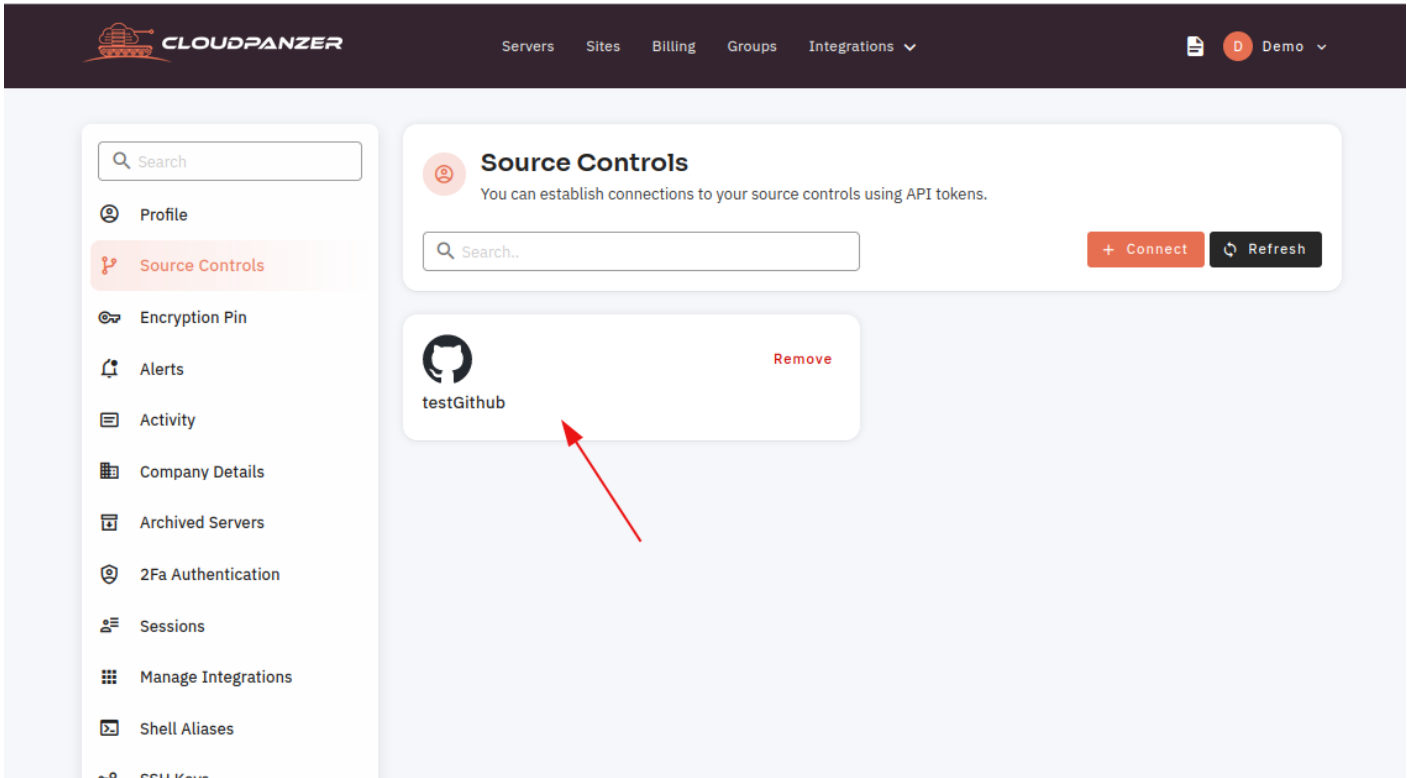 CLOUDPANZER
Servers Sites Billing Groups Integrations
D Demo
Search
Profile
Source Controls
Encryption Pin
Alerts
Activity
Company Details
Archived Servers
2Fa Authentication
Sessions
Manage Integrations
Shell Aliases
SSH Keys
Source Controls
You can establish connections to your source controls using API tokens.
Search..
+ Connect
Refresh
Remove
testGithub